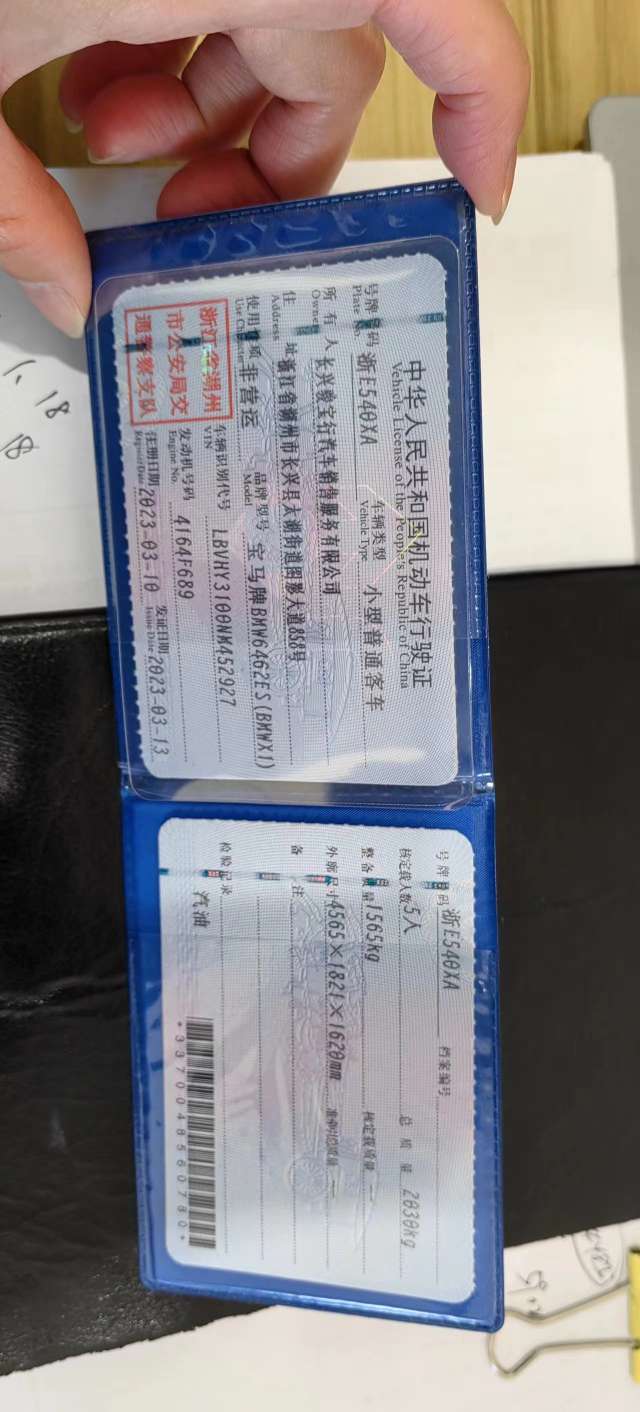 中华人民共和国机动车行驶证
Vehicle License of the People's Republic of China
号牌号码 浙E540XA 车辆类型 小型普通客车
Plate No. Vehicle Type
所有人 长兴骏宝行汽车销售服务有限公司
Owner
住址 浙江省湖州市长兴县太湖街道图影大道858号
Address
使用性质 非营运 品牌型号 宝马牌BMW6462ES(BMWX1)
Use Character Model
浙江省湖州
市公安局交
通警察支队
车辆识别代号 LBVHY3100NM452927
VIN
发动机号码 4164F689
Engine No.
注册日期 2023-03-10 发证日期 2023-03-13
Register Date Issue Date
号牌号码 浙E540XA 档案编号
核定载人数 5人 总质量 2030kg
整备质量 1565kg 核定载质量 --
外廓尺寸 4565×1821×1620mm 准牵引总质量 --
备注
检验记录
汽油
*3370048560780*
18
18